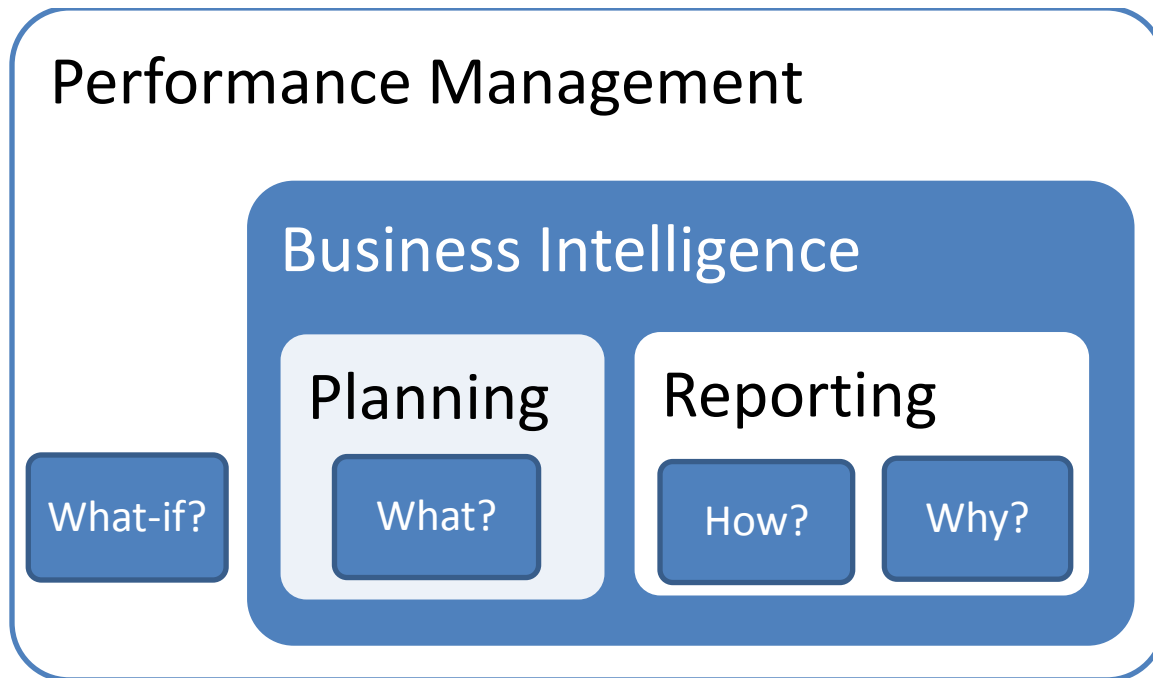 Performance Management
Business Intelligence
Planning
Reporting
What-if?
What?
How?
Why?